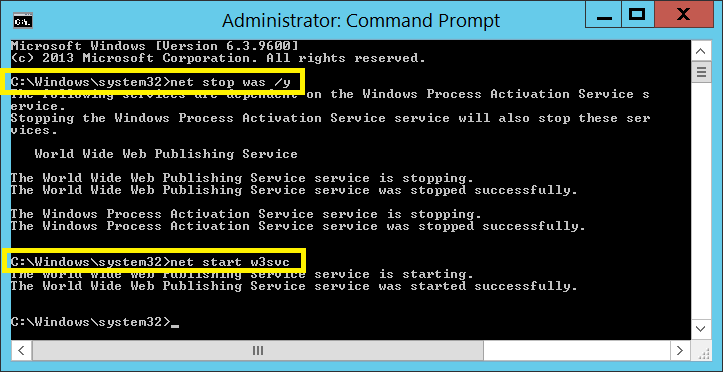 Administrator: Command Prompt
Microsoft Windows [Version 6.3.9600]
(c) 2013 Microsoft Corporation. All rights reserved.
C:\Windows\system32>net stop was /y
The following services are dependent on the Windows Process Activation Service s
ervice.
Stopping the Windows Process Activation Service service will also stop these ser
vices.
World Wide Web Publishing Service
The World Wide Web Publishing Service service is stopping.
The World Wide Web Publishing Service service was stopped successfully.
The Windows Process Activation Service service is stopping.
The Windows Process Activation Service service was stopped successfully.
C:\Windows\system32>net start w3svc
The World Wide Web Publishing Service service is starting.
The World Wide Web Publishing Service service was started successfully.
C:\Windows\system32>_